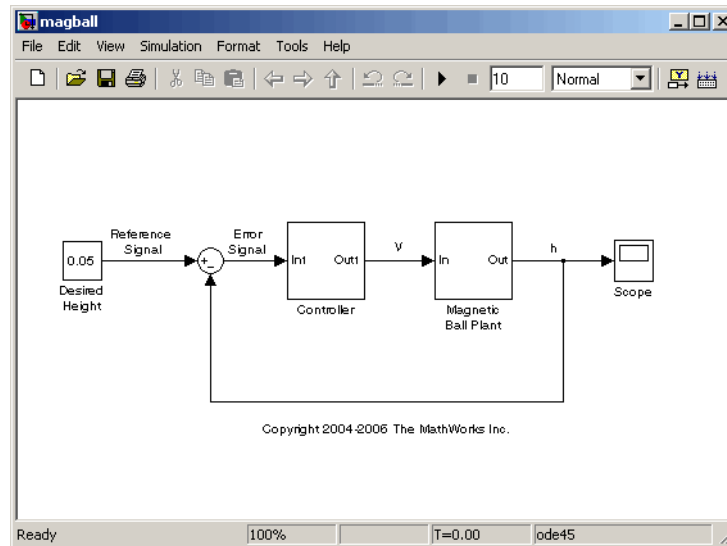 magball
File Edit View Simulation Format Tools Help
10 Normal
Reference
Signal
Error
Signal
0.05
+
-
In1 Out1
V
In Out
h
Desired
Height
Controller
Magnetic
Ball Plant
Scope
Copyright 2004-2006 The MathWorks Inc.
Ready 100% T=0.00 ode45